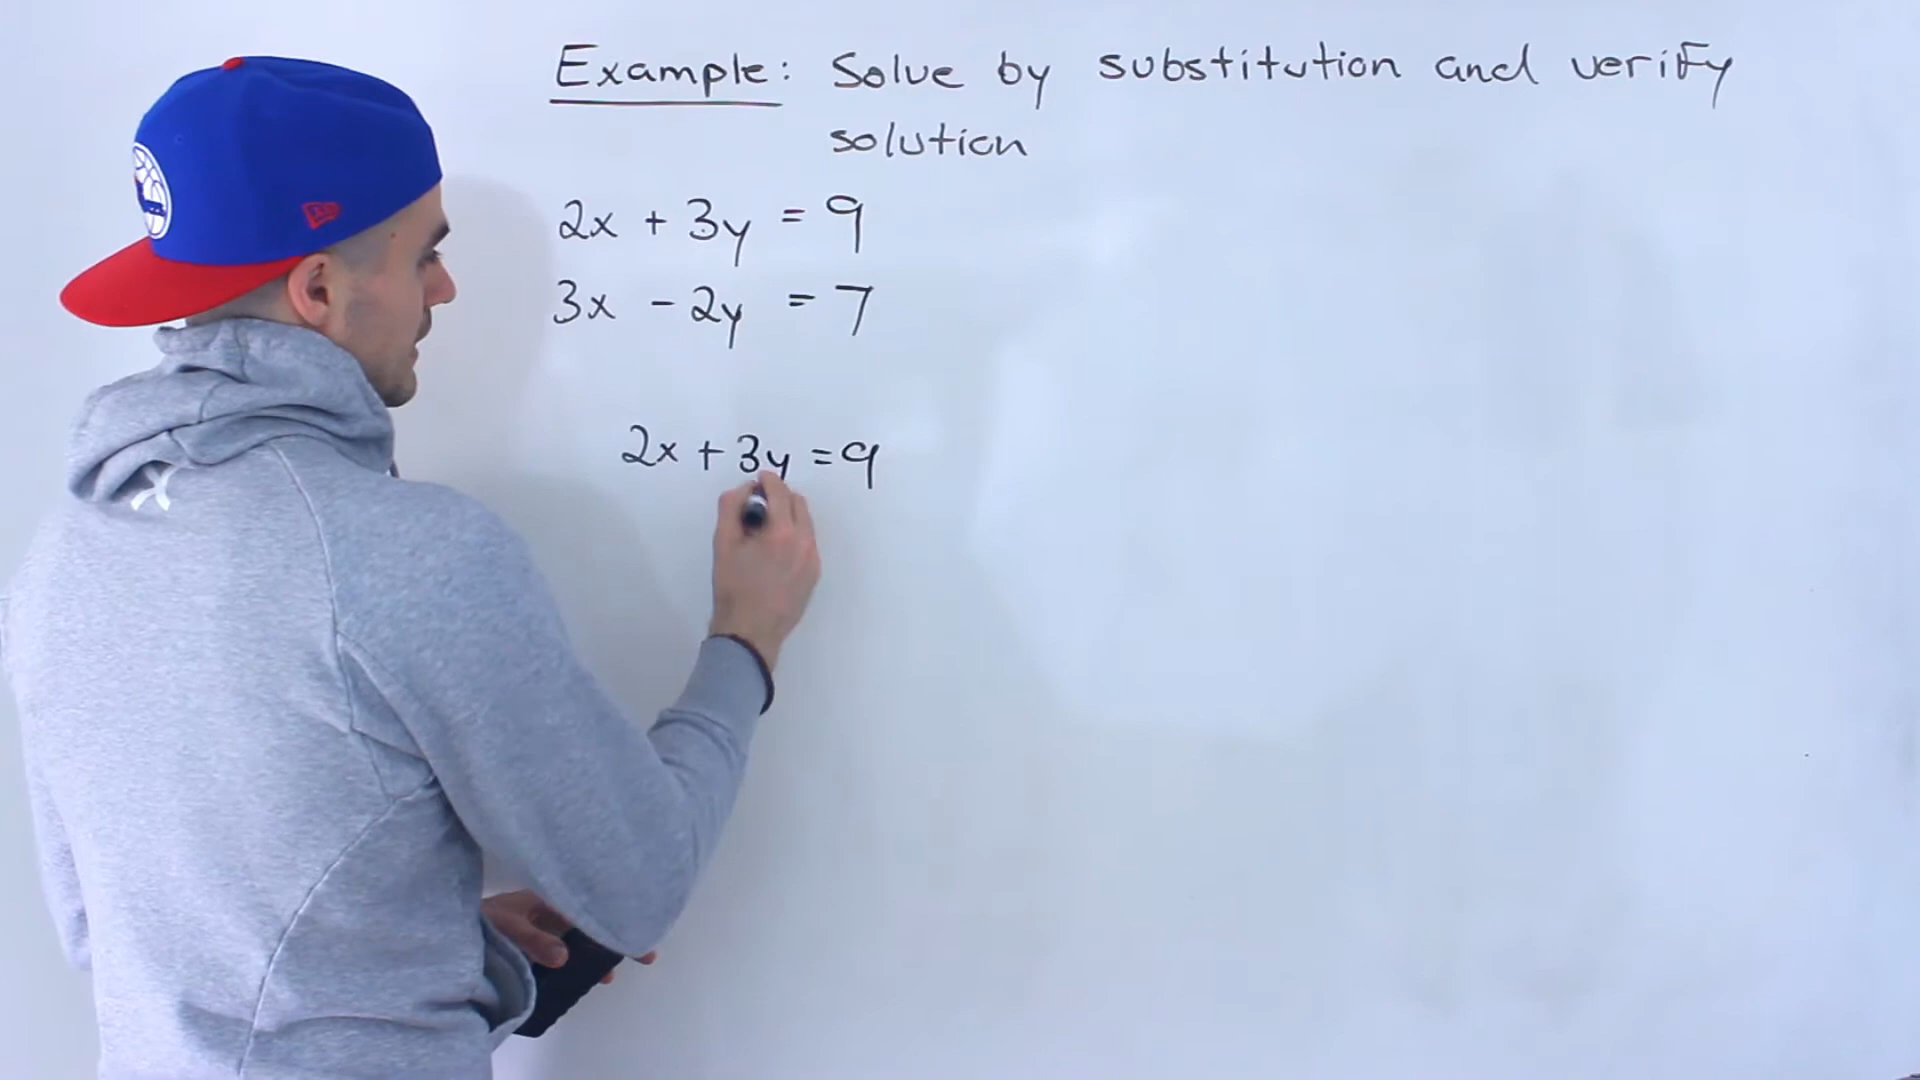 Example: Solve by substitution and verify
solution
2x + 3y = 9
3x - 2y = 7
2x + 3y = 9